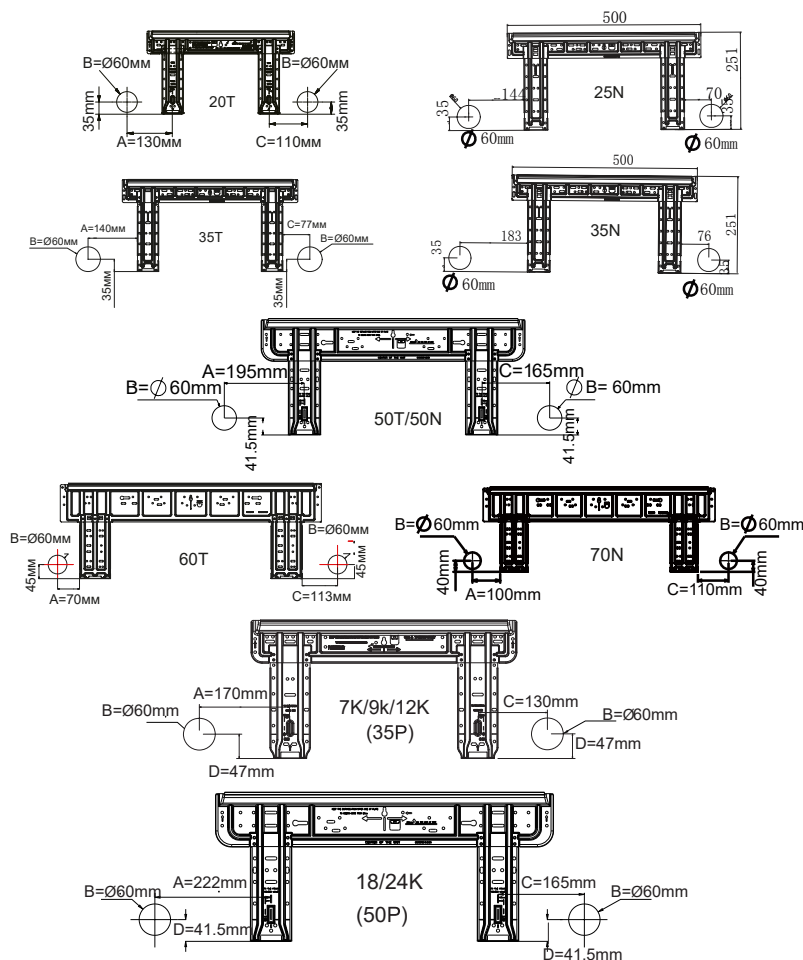 B=Ø60мм
B=Ø60мм
20T
35mm
35mm
A=130мм
C=110мм
500
251
144
25N
70
35
35
Ø 60mm
Ø 60mm
35T
A=140мм
C=77мм
B=Ø60мм
B=Ø60мм
35мм
35мм
500
251
183
35N
76
35
35
Ø 60mm
Ø 60mm
A=195mm
C=165mm
B=Ø 60mm
B=Ø 60mm
50T/50N
41.5mm
41.5mm
B=Ø60мм
B=Ø60мм
60T
45мм
45мм
A=70мм
C=113мм
B=Ø60mm
B=Ø60mm
70N
40mm
40mm
A=100mm
C=110mm
A=170mm
C=130mm
7K/9k/12K
(35P)
B=Ø60mm
B=Ø60mm
D=47mm
D=47mm
A=222mm
C=165mm
18/24K
(50P)
B=Ø60mm
B=Ø60mm
D=41.5mm
D=41.5mm